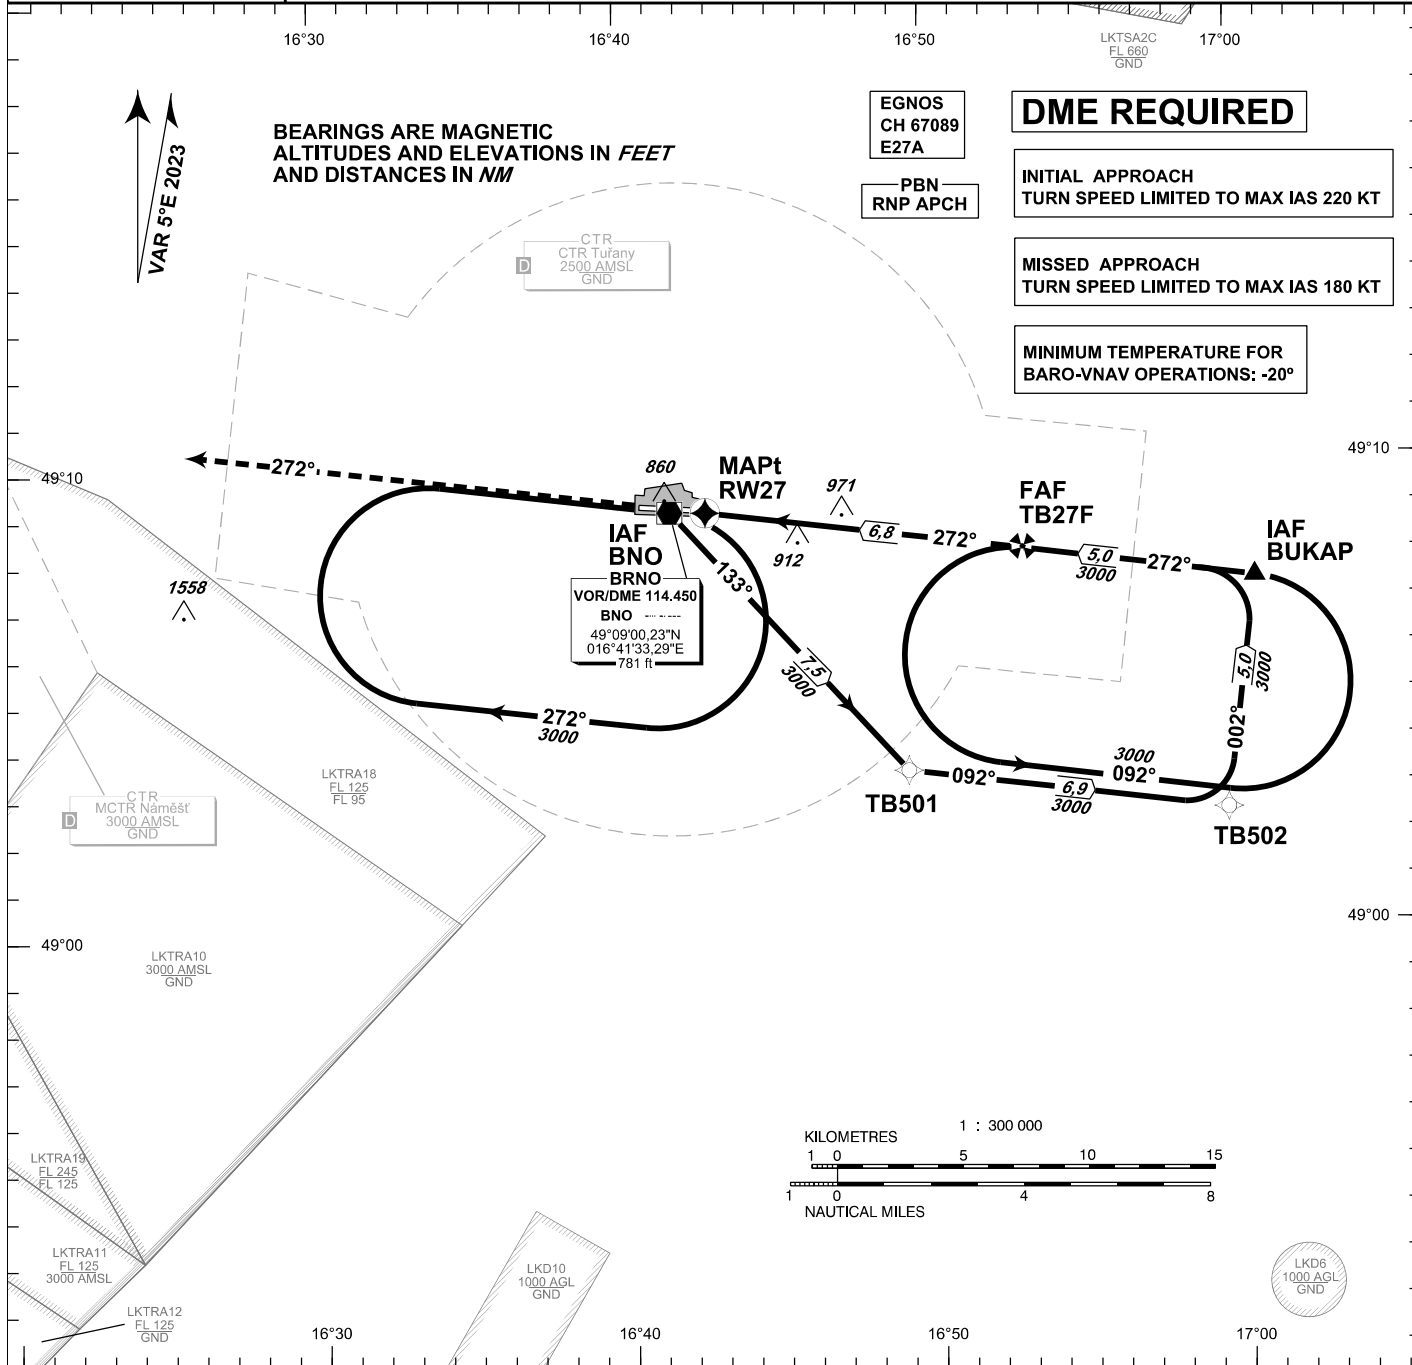 16°30'
16°40'
16°50'
17°00'
LKTSA2C
FL 660
GND
VAR 5°E 2023
BEARINGS ARE MAGNETIC
ALTITUDES AND ELEVATIONS IN FEET
AND DISTANCES IN NM
EGNOS
CH 67089
E27A
PBN
RNP APCH
DME REQUIRED
INITIAL APPROACH
TURN SPEED LIMITED TO MAX IAS 220 KT
MISSED APPROACH
TURN SPEED LIMITED TO MAX IAS 180 KT
MINIMUM TEMPERATURE FOR
BARO-VNAV OPERATIONS: -20°
CTR
CTR Tuřany
D
2500 AMSL
GND
49°10'
49°10'
272°
860
MAPt
RW27
971
912
6,8
272°
FAF
TB27F
5,0
3000
272°
IAF
BUKAP
IAF
BNO
BRNO
VOR/DME 114.450
BNO
49°09'00,23"N
016°41'33,29"E
781 ft
133°
7,5
3000
1558
272°
3000
5,0
3000
002°
3000
092°
092°
6,9
3000
TB501
TB502
LKTRA18
FL 125
FL 95
CTR
MCTR Náměšť
D
3000 AMSL
GND
49°00'
49°00'
LKTRA10
3000 AMSL
GND
1 : 300 000
KILOMETRES
1 0 5 10 15
1 0 4 8
NAUTICAL MILES
LKTRA19
FL 245
FL 125
LKTRA11
FL 125
3000 AMSL
LKTRA12
FL 125
GND
LKD10
1000 AGL
GND
LKD6
1000 AGL
GND
16°30'
16°40'
16°50'
17°00'